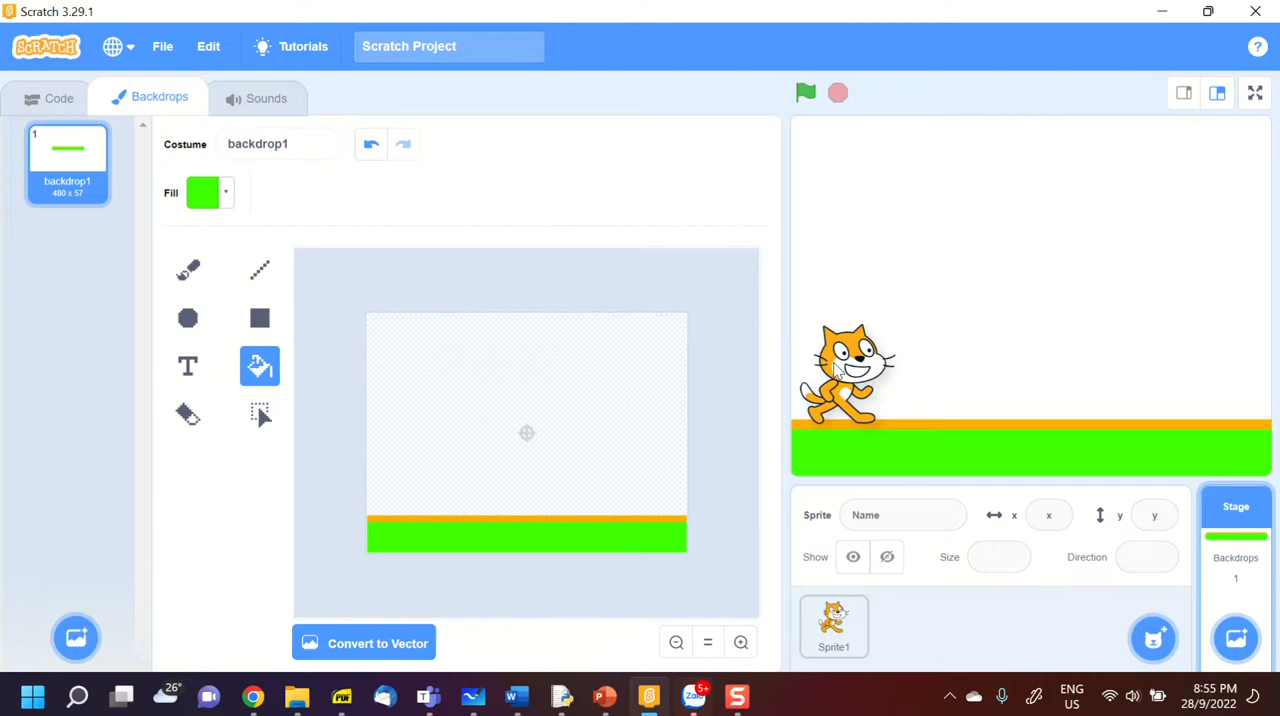 Scratch 3.29.1
SCRATCH
File
Edit
Tutorials
Scratch Project
Code
Backdrops
Sounds
1
backdrop1
480 x 57
Costume
backdrop1
Fill
T
Convert to Vector
Sprite
Name
x
x
y
y
Show
Size
Direction
Sprite1
Stage
Backdrops
1
26°
PDF
W
P
Zalo
5+
S
ENG
US
8:55 PM
28/9/2022